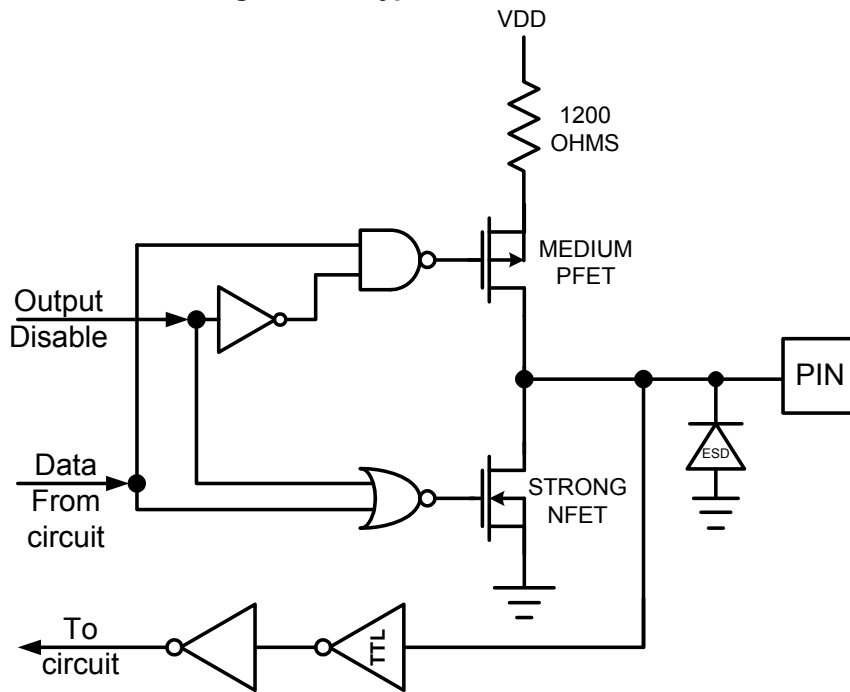 VDD
1200
OHMS
MEDIUM
PFET
Output
Disable
PIN
ESD
Data
From
circuit
STRONG
NFET
To
circuit
TTL